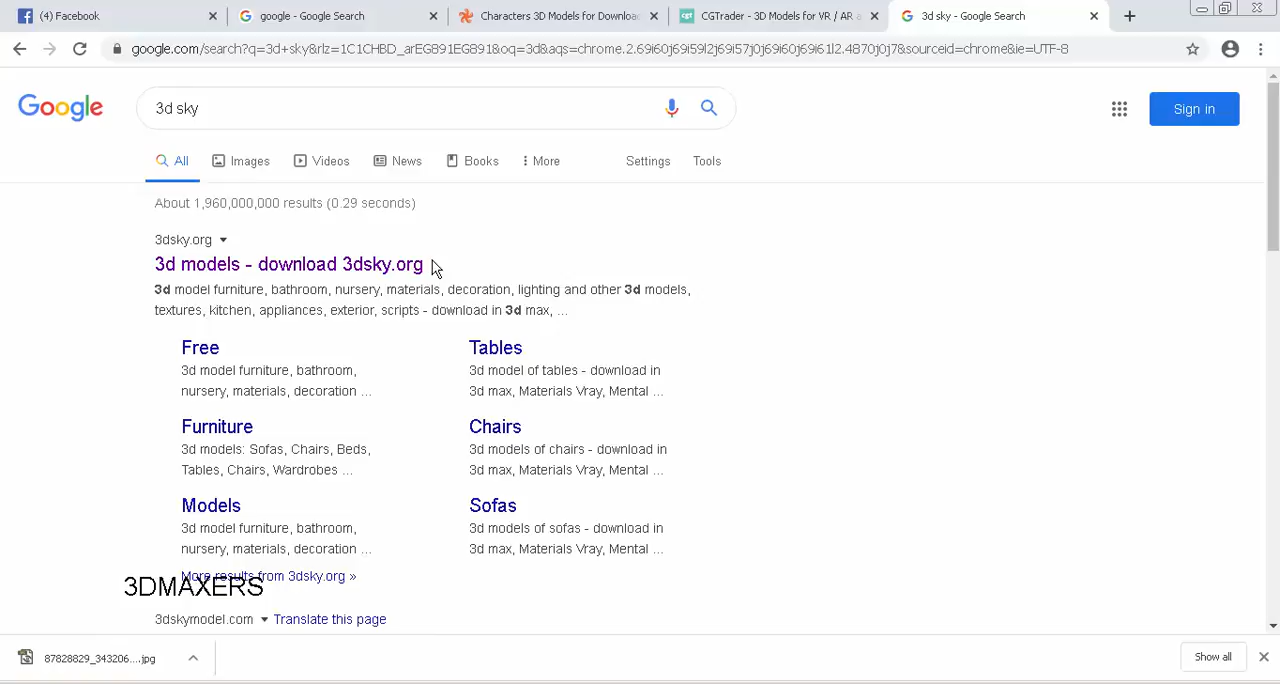 (4) Facebook
google - Google Search
Characters 3D Models for Downloa
CGTrader - 3D Models for VR / AR a
3d sky - Google Search
google.com/search?q=3d+sky&rlz=1C1CHBD_arEG891EG891&oq=3d&aqs=chrome.2.69i60j69i59l2j69i57j0j69i60j69i61l2.4870j0j7&sourceid=chrome&ie=UTF-8
Google
3d sky
Sign in
All
Images
Videos
News
Books
More
Settings
Tools
About 1,960,000,000 results (0.29 seconds)
3dsky.org
3d models - download 3dsky.org
3d model furniture, bathroom, nursery, materials, decoration, lighting and other 3d models,
textures, kitchen, appliances, exterior, scripts - download in 3d max, ...
Free
3d model furniture, bathroom,
nursery, materials, decoration ...
Tables
3d model of tables - download in
3d max, Materials Vray, Mental ...
Furniture
3d models: Sofas, Chairs, Beds,
Tables, Chairs, Wardrobes ...
Chairs
3d models of chairs - download in
3d max, Materials Vray, Mental ...
Models
3d model furniture, bathroom,
nursery, materials, decoration ...
Sofas
3d models of sofas - download in
3d max, Materials Vray, Mental ...
More results from 3dsky.org »
3DMAXERS
3dskymodel.com
Translate this page
87828829_343206....jpg
Show all